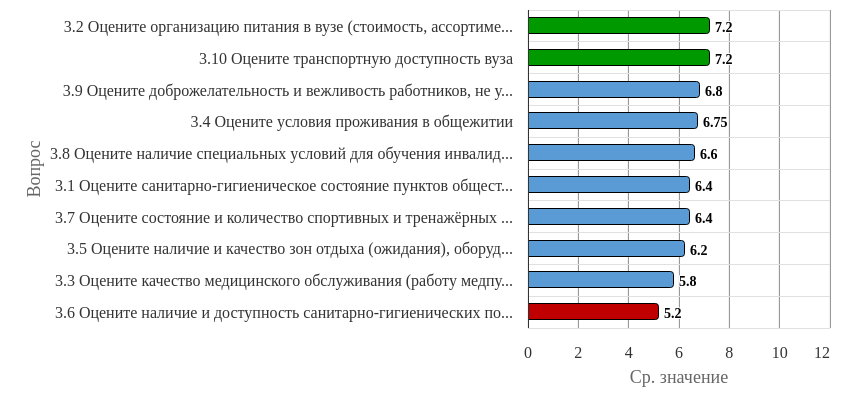 3.2 Оцените организацию питания в вузе (стоимость, ассортиме... 7.2
3.10 Оцените транспортную доступность вуза 7.2
3.9 Оцените доброжелательность и вежливость работников, не у... 6.8
3.4 Оцените условия проживания в общежитии 6.75
3.8 Оцените наличие специальных условий для обучения инвалид... 6.6
3.1 Оцените санитарно-гигиеническое состояние пунктов общест... 6.4
3.7 Оцените состояние и количество спортивных и тренажёрных ... 6.4
3.5 Оцените наличие и качество зон отдыха (ожидания), оборуд... 6.2
3.3 Оцените качество медицинского обслуживания (работу медпу... 5.8
3.6 Оцените наличие и доступность санитарно-гигиенических по... 5.2
Вопрос
0 2 4 6 8 10 12
Ср. значение